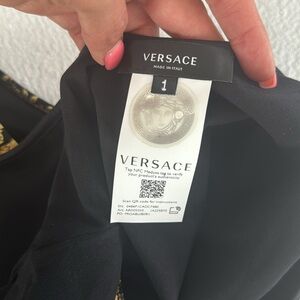 VERSACE
MADE IN ITALY
1
VERSACE
Tap NFC Medusa tag to verify
your product's authenticity
Scan QR code for instructions